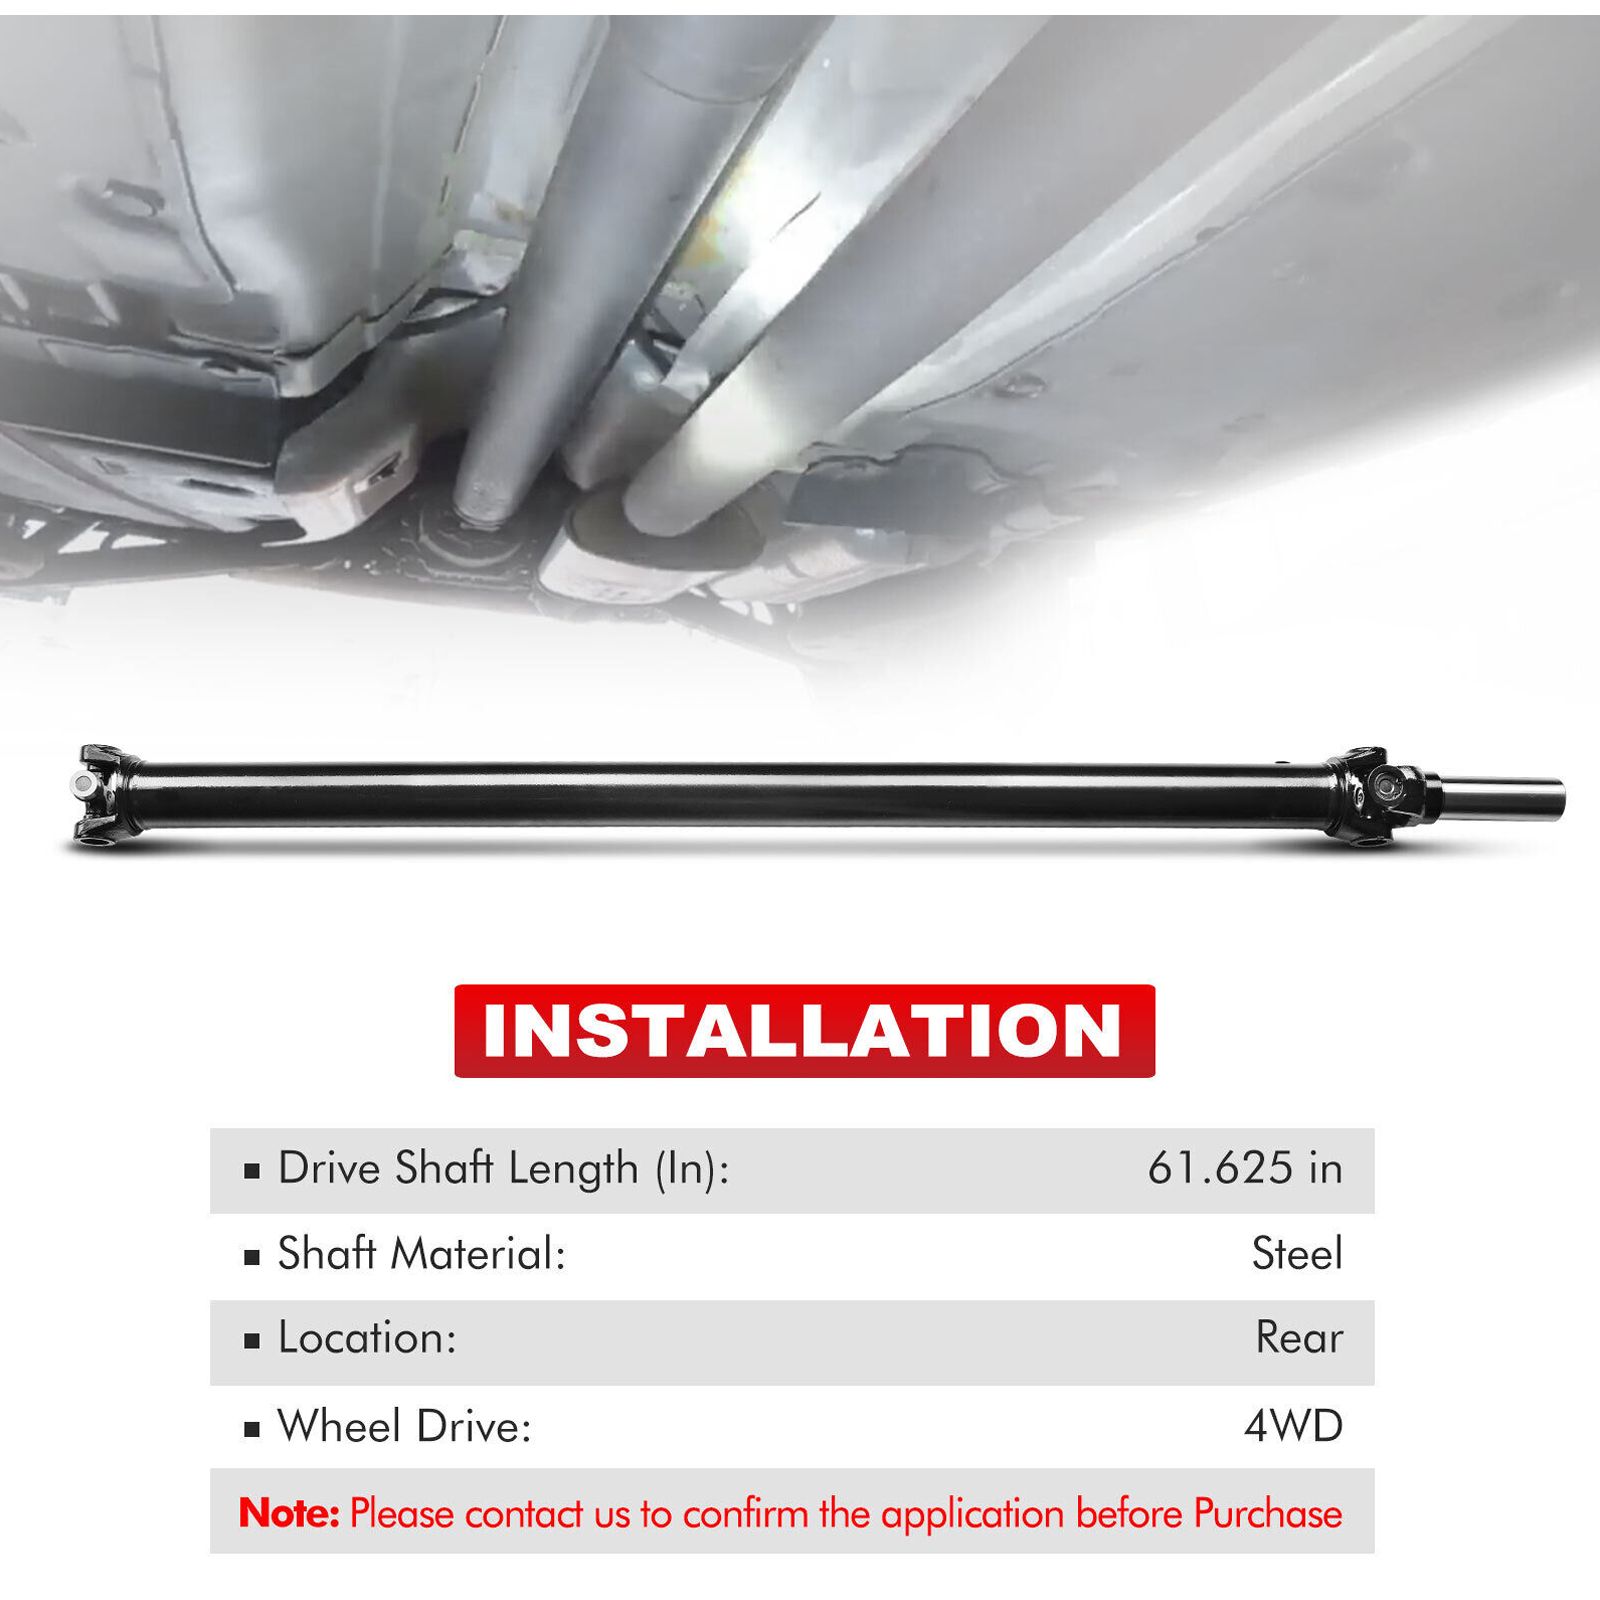 INSTALLATION
▪ Drive Shaft Length (In): 61.625 in
▪ Shaft Material: Steel
▪ Location: Rear
▪ Wheel Drive: 4WD
Note: Please contact us to confirm the application before Purchase